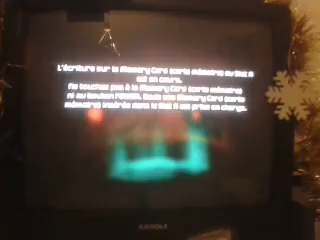 L'écriture sur la Memory Card (carte mémoire) du Slot A
est en cours.
Ne touchez pas à la Memory Card (carte mémoire)
ni au bouton POWER. Seule une Memory Card (carte
mémoire) insérée dans le Slot A est prise en charge.